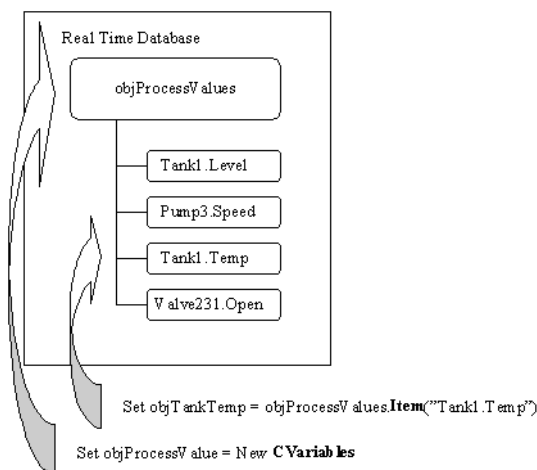 Real Time Database
objProcessValues
Tank1.Level
Pump3.Speed
Tank1.Temp
Valve231.Open
Set objTankTemp = objProcessValues.Item("Tank1.Temp")
Set objProcessValue = New CVariables